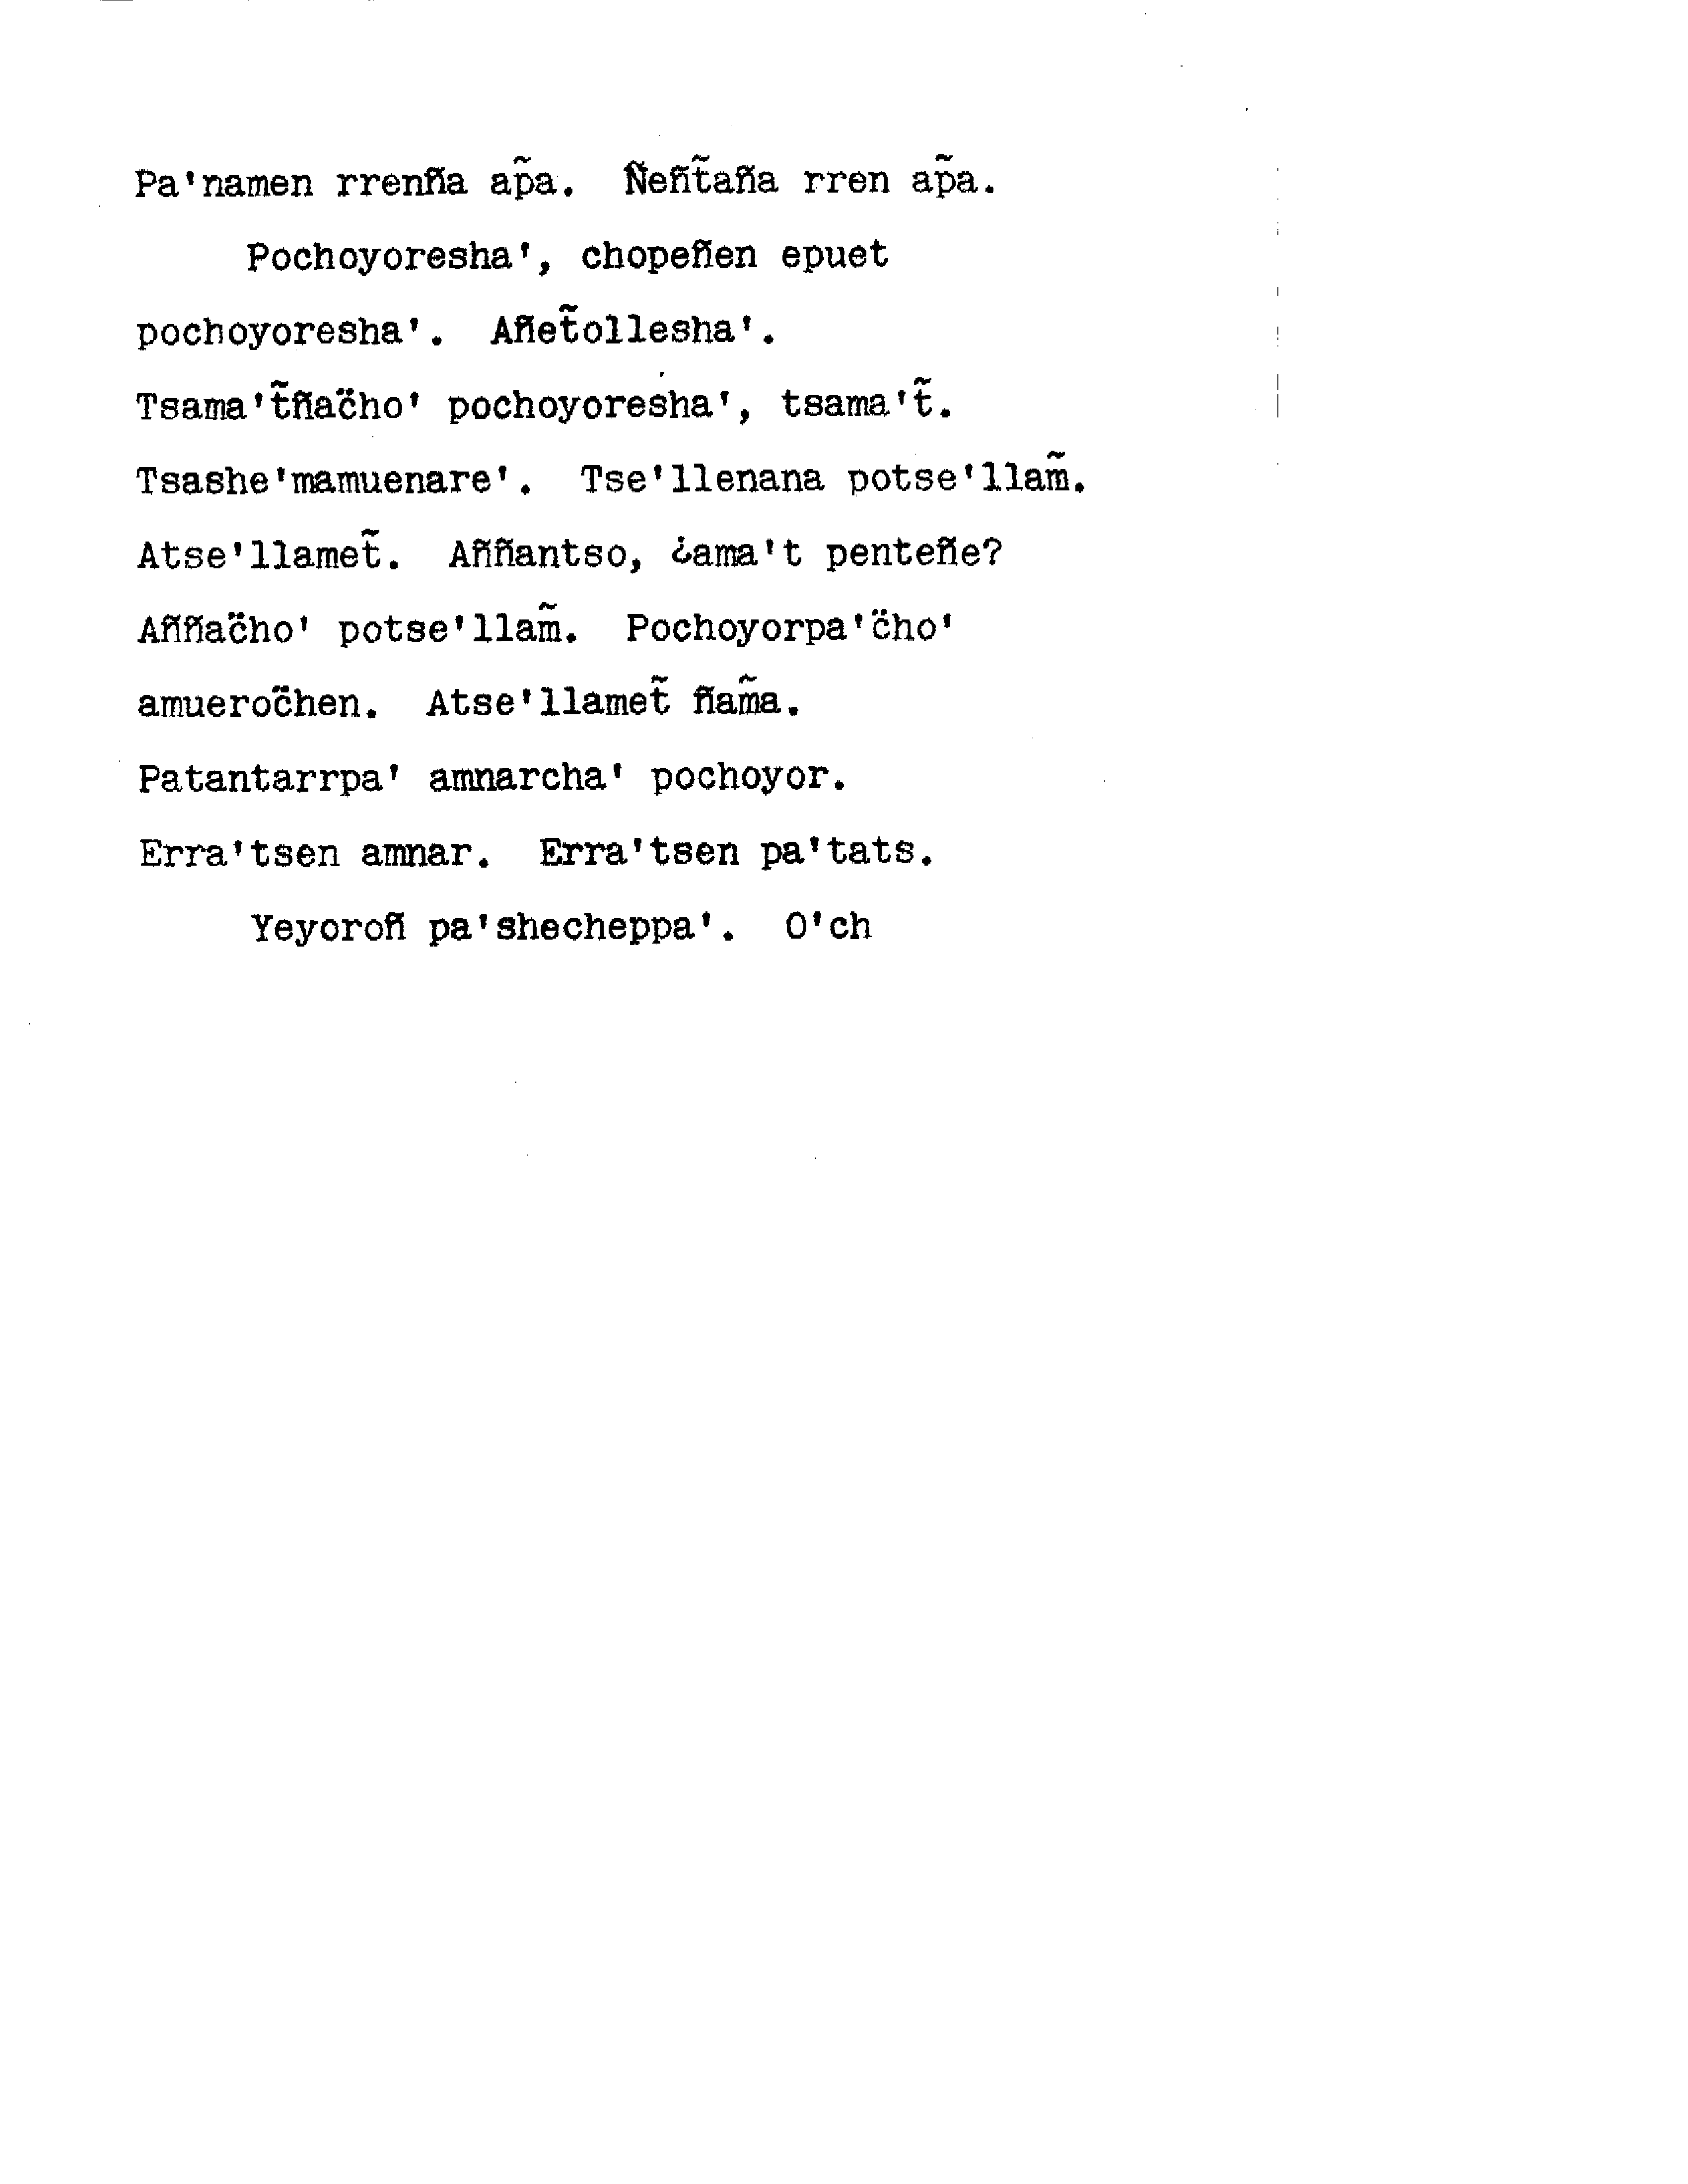 Pa'namen rrenña ap̃a. Ñeñt̃aña rren ap̃a.
Pochoyoresha', chopeñen epuet
pochoyoresha'. Añet̃ollesha'.
Tsama't̃ñac̈ho' pochoyoresha', tsama't̃.
Tsashe'mamuenare'. Tse'llenana potse'llam̃.
Atse'llamet̃. Aññantso, ¿ama't penteñe?
Aññac̈ho' potse'llam̃. Pochoyorpa'c̈ho'
amueroc̈hen. Atse'llamet̃ ñam̃a.
Patantarrpa' amnarcha' pochoyor.
Erra'tsen amnar. Erra'tsen pa'tats.
Yeyoroñ pa'shecheppa'. O'ch